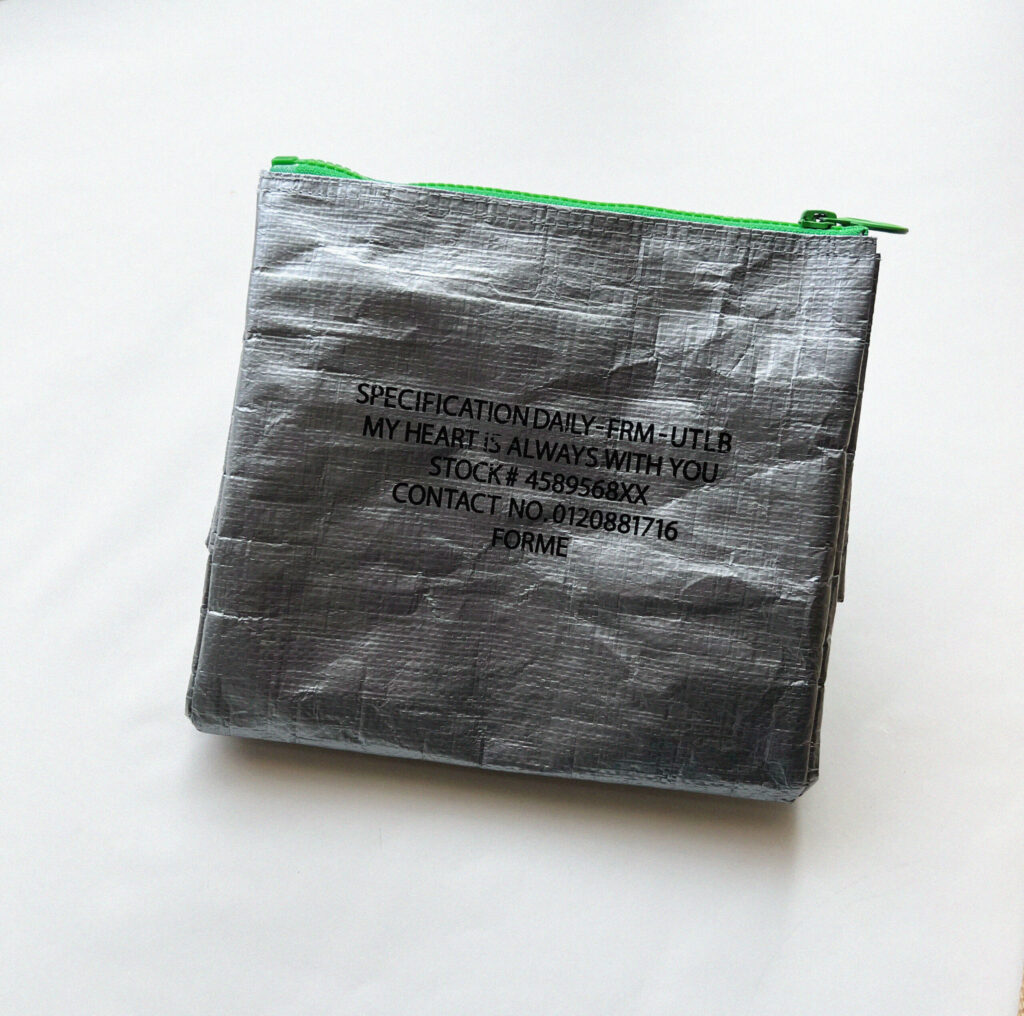 SPECIFICATION DAILY-FRM-UTLB
MY HEART iS ALWAYS WITH YOU
STOCK# 4589568XX
CONTACT NO. 0120881716
FORME